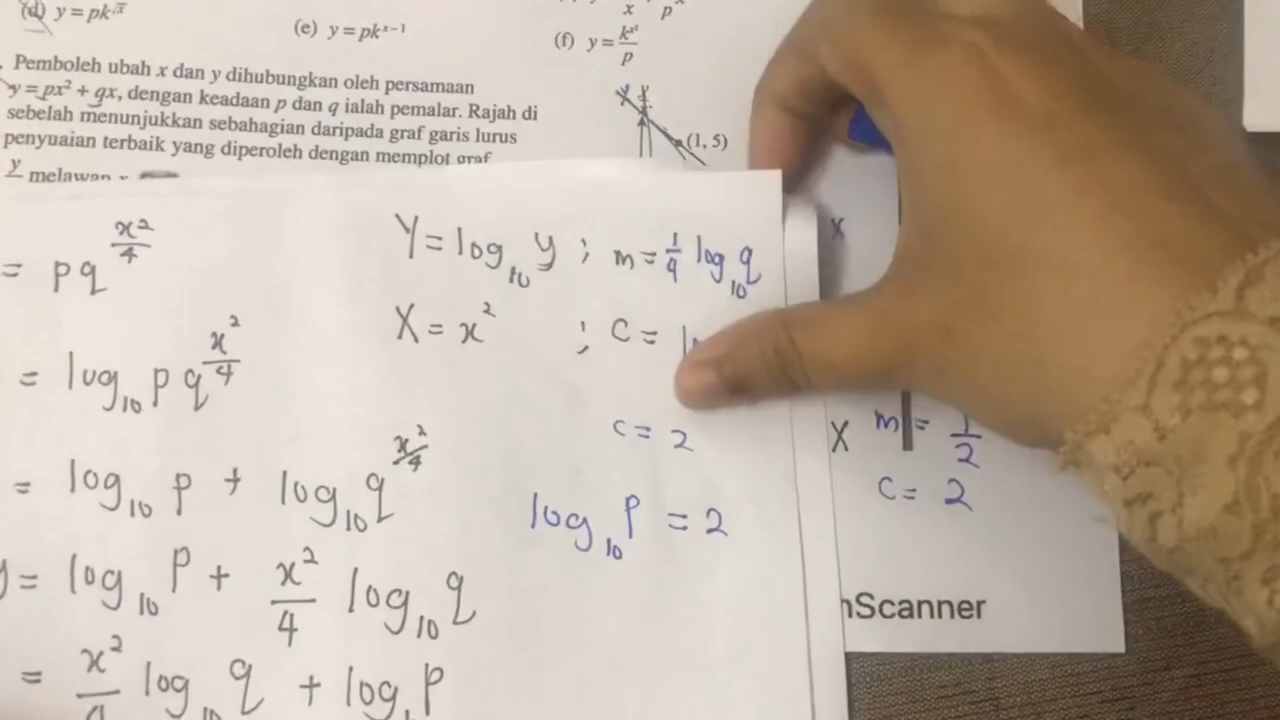 (d) y = pk^√x
(e) y = pk^x−1
x p
(f) y = k^x²/p
Pemboleh ubah x dan y dihubungkan oleh persamaan
y = px² + qx, dengan keadaan p dan q ialah pemalar. Rajah di
sebelah menunjukkan sebahagian daripada graf garis lurus
penyuaian terbaik yang diperoleh dengan memplot graf
y melawan x
(1, 5)
= pq^x²/4
Y = log₁₀ y ; m = 1/4 log₁₀ q
X = x² ; C =
= log₁₀ p q^x²/4
C = 2
= log₁₀ p + log₁₀ q^x²/4
log₁₀ p = 2
y = log₁₀ p + x²/4 log₁₀ q
= x²/4 log₁₀ q + log p
x
X m = 1/2
C = 2
nScanner